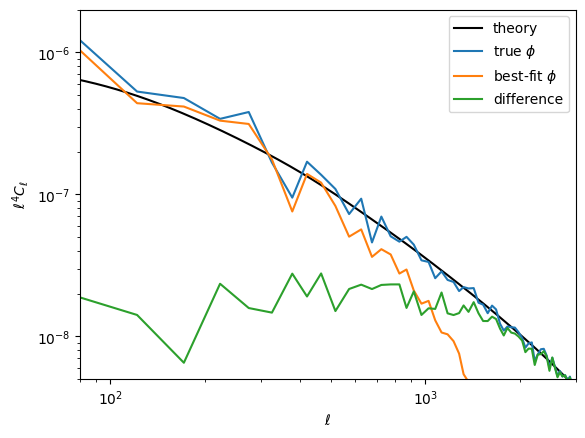 theory
true ϕ
best-fit ϕ
difference
10⁻⁶
10⁻⁷
10⁻⁸
ℓ⁴Cℓ
10² 10³
ℓ